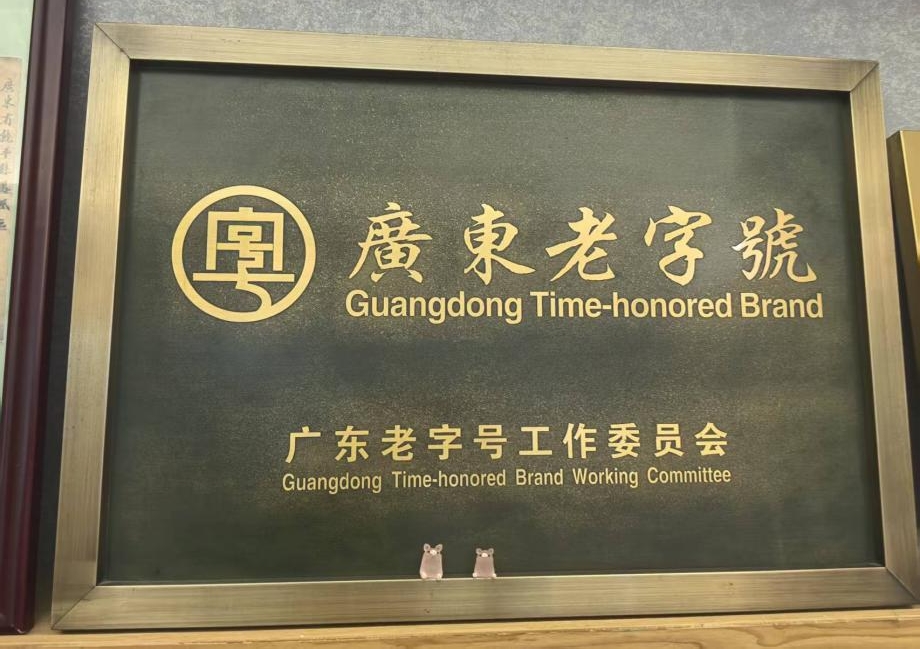 廣東老字號
Guangdong Time-honored Brand
广东老字号工作委员会
Guangdong Time-honored Brand Working Committee